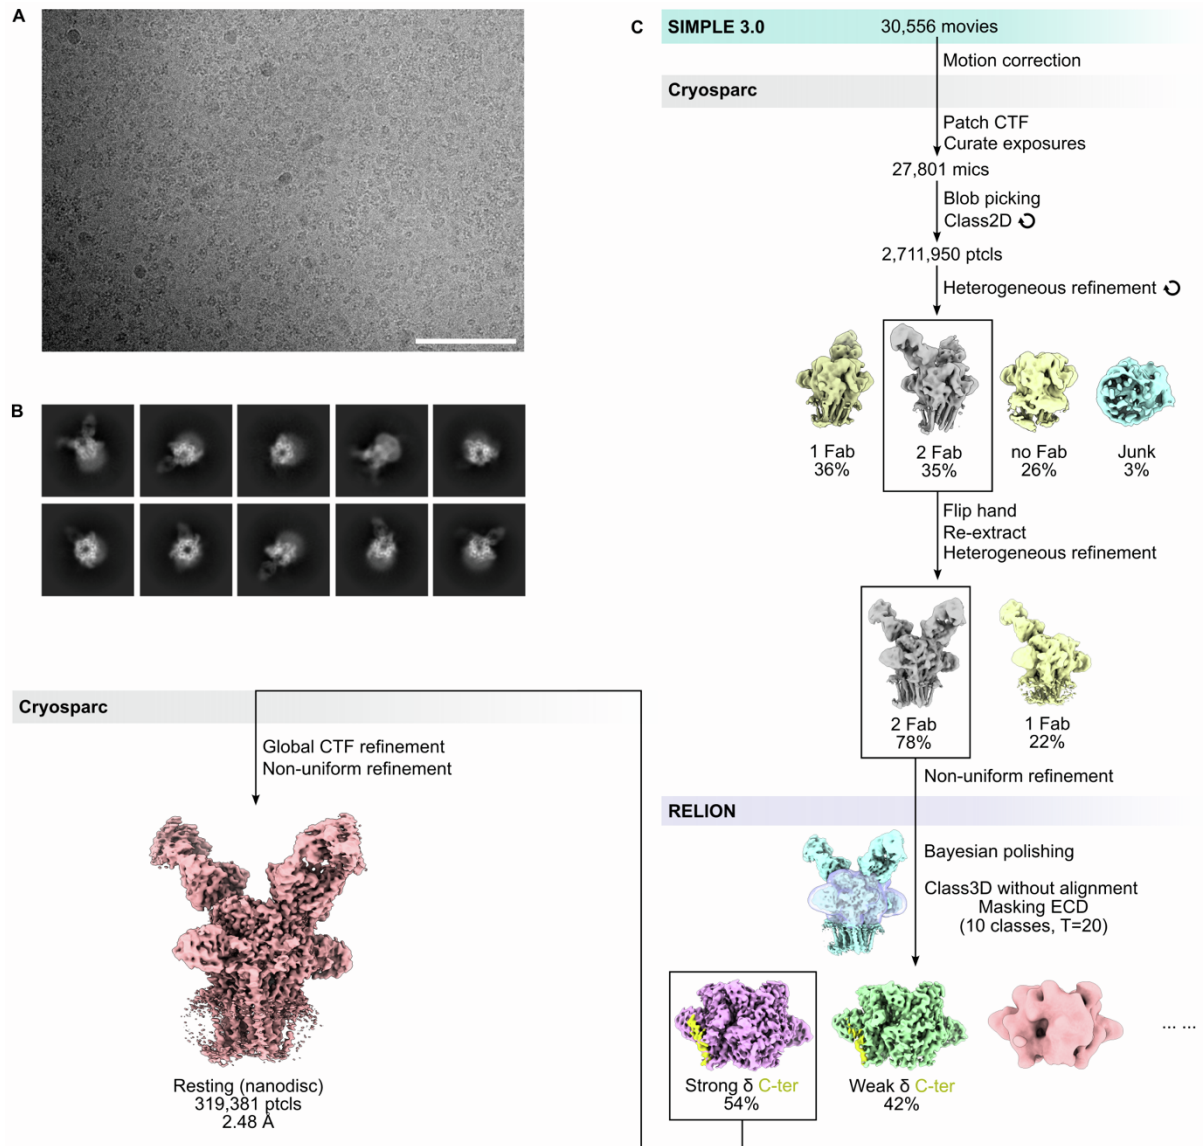 A
B
C
SIMPLE 3.0
30,556 movies
Motion correction
Cryosparc
Patch CTF
Curate exposures
27,801 mics
Blob picking
Class2D
2,711,950 ptcls
Heterogeneous refinement
1 Fab
36%
2 Fab
35%
no Fab
26%
Junk
3%
Flip hand
Re-extract
Heterogeneous refinement
2 Fab
78%
1 Fab
22%
Non-uniform refinement
RELION
Bayesian polishing
Class3D without alignment
Masking ECD
(10 classes, T=20)
Strong δ C-ter
54%
Weak δ C-ter
42%
... ...
Cryosparc
Global CTF refinement
Non-uniform refinement
Resting (nanodisc)
319,381 ptcls
2.48 Å